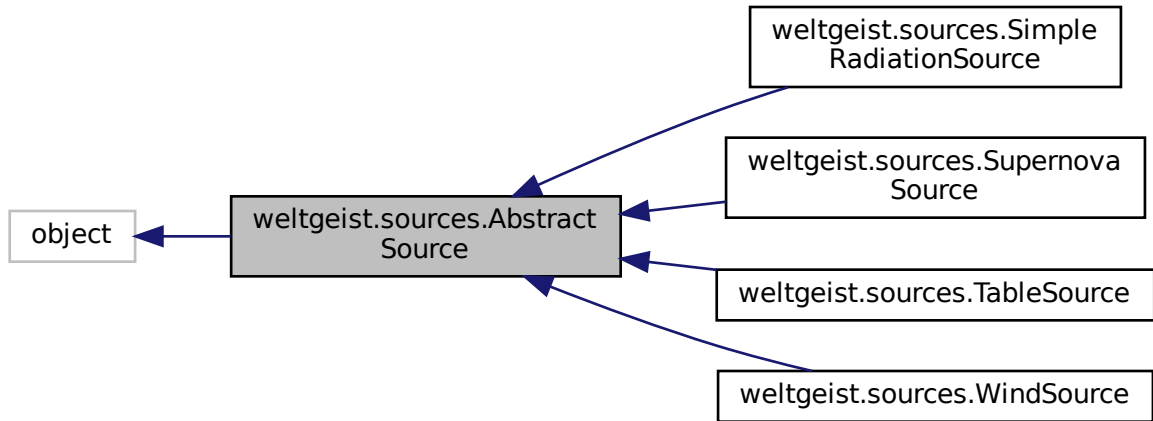 object
weltgeist.sources.Abstract
Source
weltgeist.sources.Simple
RadiationSource
weltgeist.sources.Supernova
Source
weltgeist.sources.TableSource
weltgeist.sources.WindSource